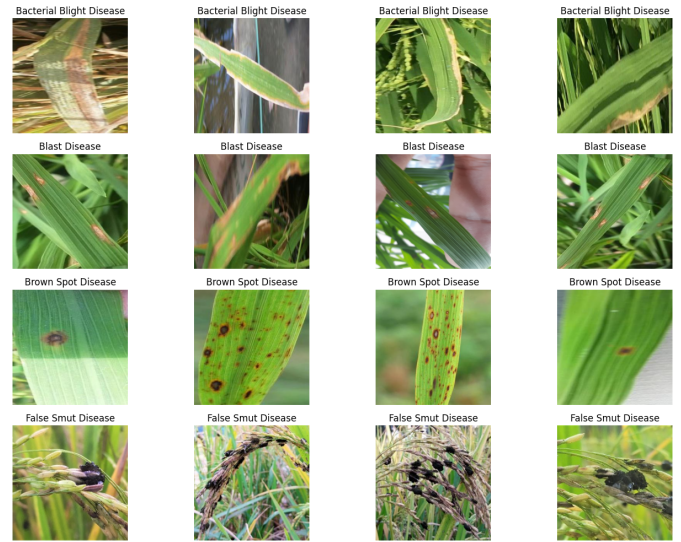 Bacterial Blight Disease Bacterial Blight Disease Bacterial Blight Disease Bacterial Blight Disease
Blast Disease Blast Disease Blast Disease Blast Disease
Brown Spot Disease Brown Spot Disease Brown Spot Disease Brown Spot Disease
False Smut Disease False Smut Disease False Smut Disease False Smut Disease